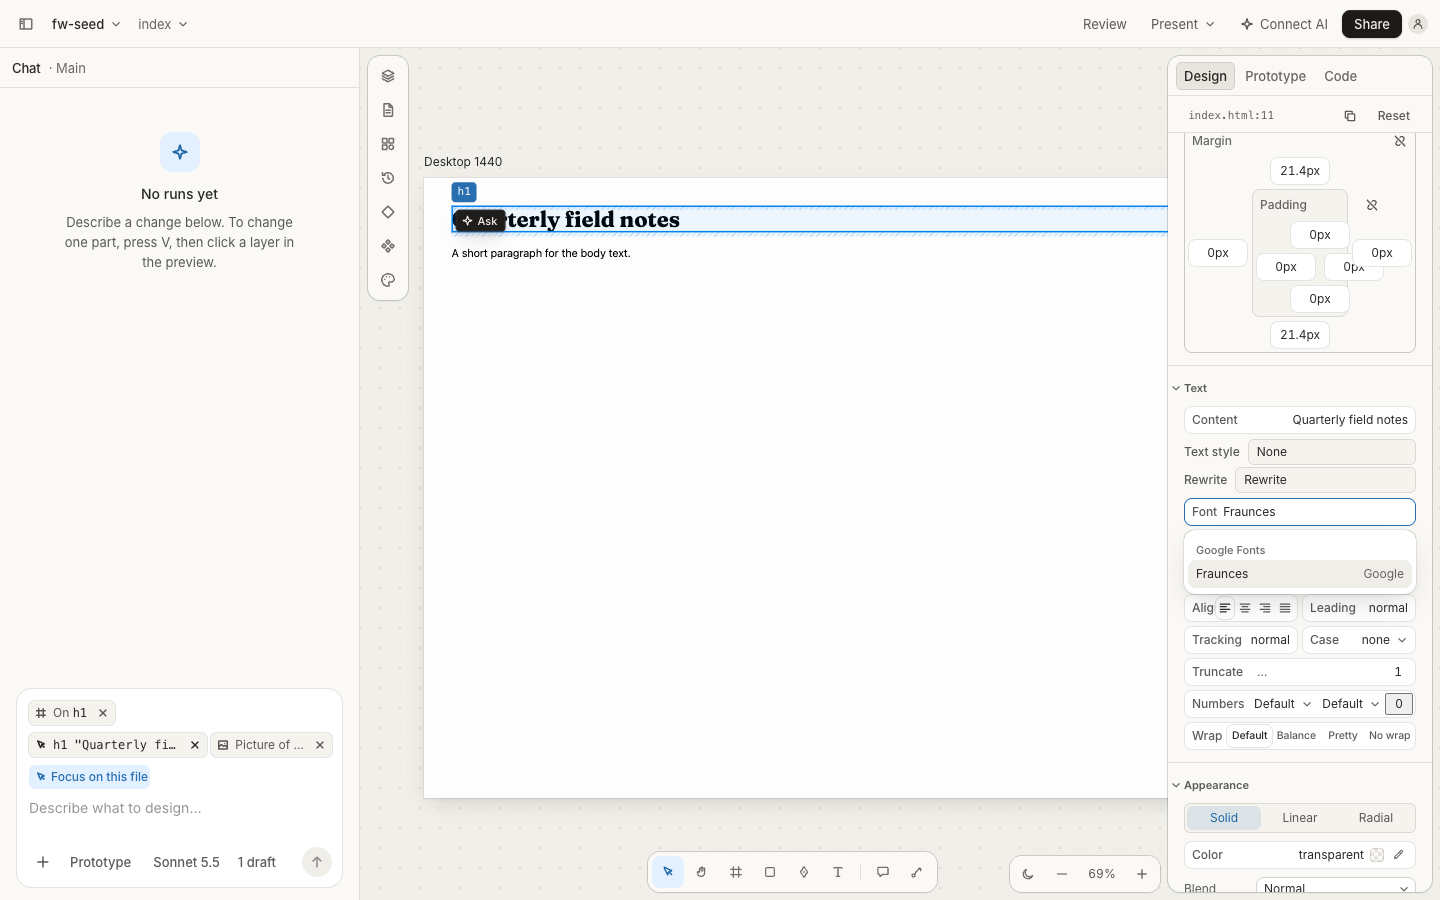 fw-seed
index
Review
Present
Connect AI
Share
Chat · Main
No runs yet
Describe a change below. To change
one part, press V, then click a layer in
the preview.
On h1
h1 "Quarterly fi…
Picture of ...
Focus on this file
Describe what to design...
Prototype
Sonnet 5.5
1 draft
Desktop 1440
h1
Ask
terly field notes
A short paragraph for the body text.
69%
Design
Prototype
Code
index.html:11
Reset
Margin
21.4px
Padding
0px
0px
0px
0px
0px
0px
21.4px
Text
Content Quarterly field notes
Text style None
Rewrite Rewrite
Font Fraunces
Google Fonts
Fraunces Google
Alig
Leading normal
Tracking normal
Case none
Truncate ... 1
Numbers Default Default 0
Wrap Default Balance Pretty No wrap
Appearance
Solid Linear Radial
Color transparent
Blend Normal